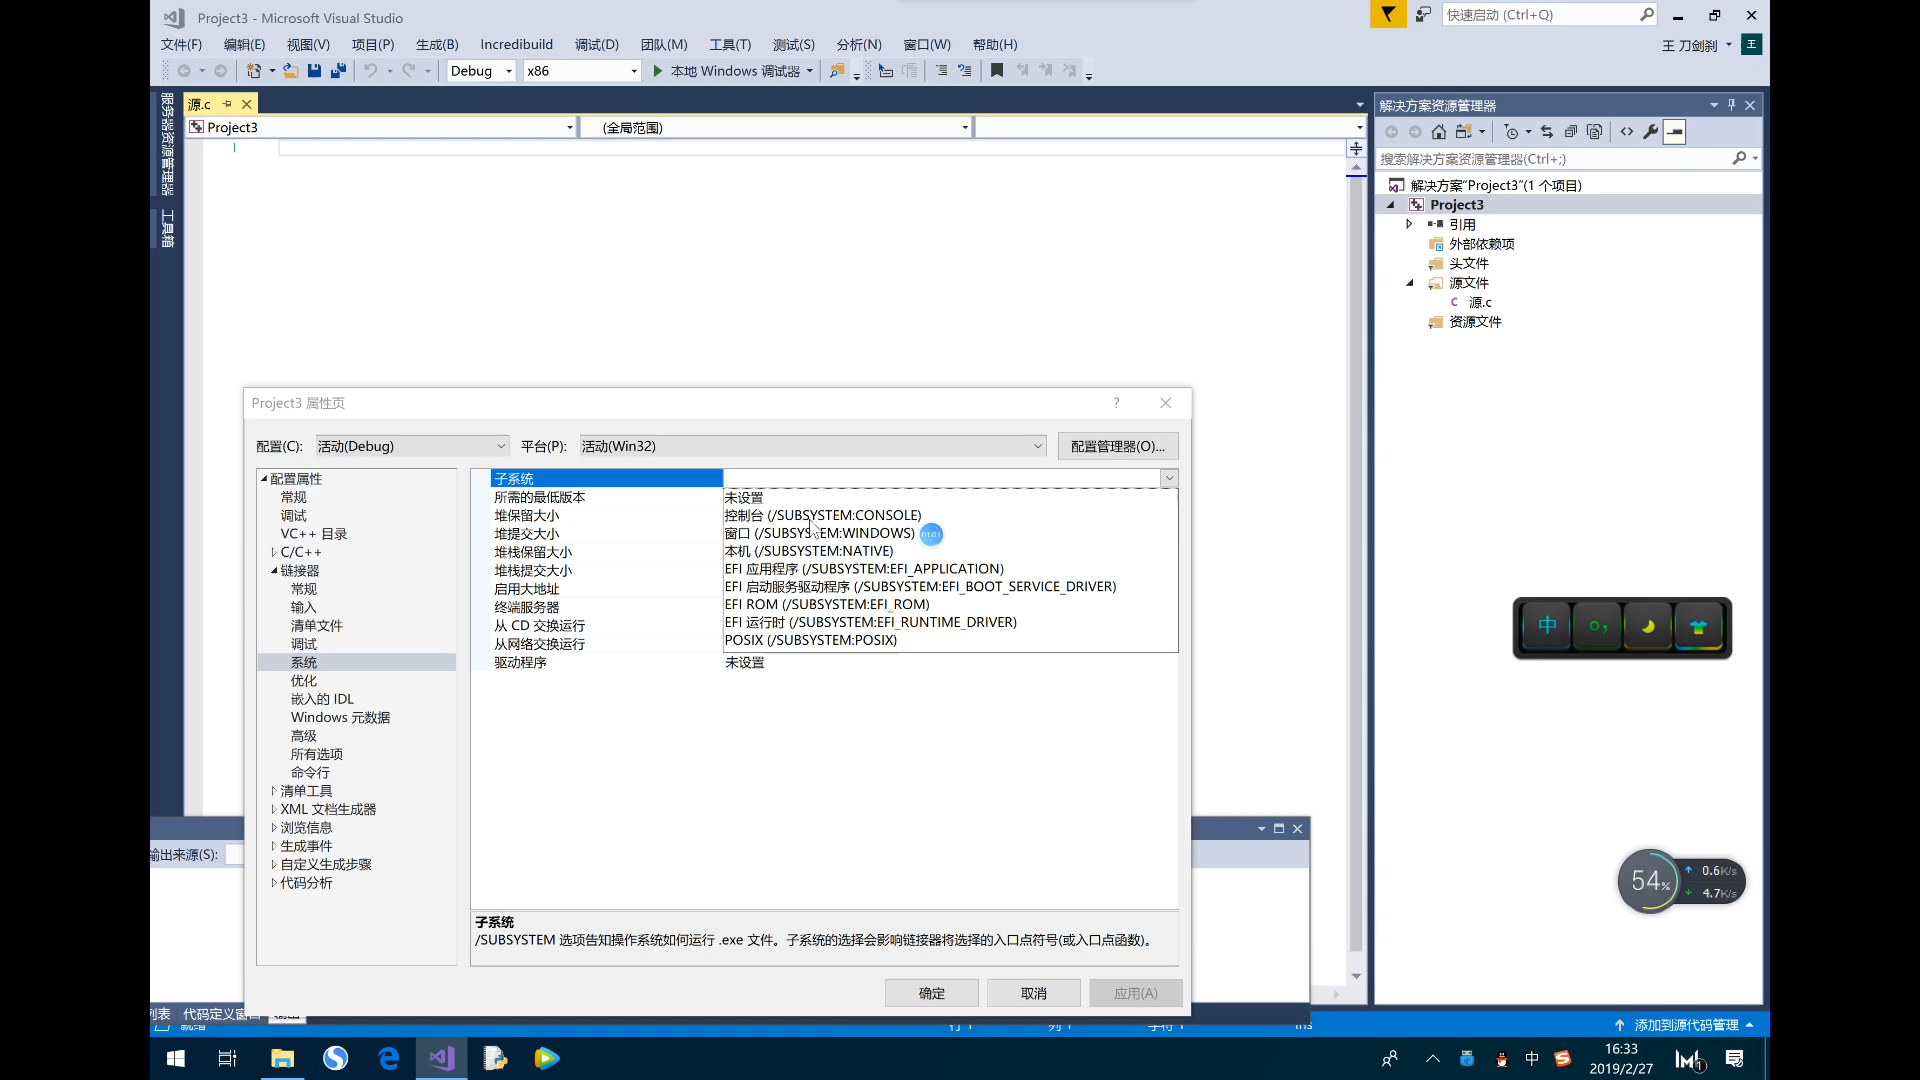 Project3 - Microsoft Visual Studio
快速启动 (Ctrl+Q)
文件(F) 编辑(E) 视图(V) 项目(P) 生成(B) Incredibuild 调试(D) 团队(M) 工具(T) 测试(S) 分析(N) 窗口(W) 帮助(H)
王 刀剑刹 王
Debug x86 本地 Windows 调试器
服务器资源管理器
工具箱
源.c
Project3 (全局范围)
解决方案资源管理器
搜索解决方案资源管理器(Ctrl+;)
解决方案"Project3"(1 个项目)
Project3
引用
外部依赖项
头文件
源文件
源.c
资源文件
Project3 属性页
配置(C): 活动(Debug) 平台(P): 活动(Win32) 配置管理器(O)...
配置属性
常规
调试
VC++ 目录
C/C++
链接器
常规
输入
清单文件
调试
系统
优化
嵌入的 IDL
Windows 元数据
高级
所有选项
命令行
清单工具
XML 文档生成器
浏览信息
生成事件
自定义生成步骤
代码分析
子系统
所需的最低版本
堆保留大小
堆提交大小
堆栈保留大小
堆栈提交大小
启用大地址
终端服务器
从 CD 交换运行
从网络交换运行
驱动程序
未设置
控制台 (/SUBSYSTEM:CONSOLE)
窗口 (/SUBSYSTEM:WINDOWS)
01:03
本机 (/SUBSYSTEM:NATIVE)
EFI 应用程序 (/SUBSYSTEM:EFI_APPLICATION)
EFI 启动服务驱动程序 (/SUBSYSTEM:EFI_BOOT_SERVICE_DRIVER)
EFI ROM (/SUBSYSTEM:EFI_ROM)
EFI 运行时 (/SUBSYSTEM:EFI_RUNTIME_DRIVER)
POSIX (/SUBSYSTEM:POSIX)
未设置
子系统
/SUBSYSTEM 选项告知操作系统如何运行 .exe 文件。子系统的选择会影响链接器将选择的入口点符号(或入口点函数)。
确定 取消 应用(A)
输出来源(S):
列表 代码定义窗口 输出
就绪 行 1 列 1 字符 1 Ins
添加到源代码管理
中
54%
0.6K/s
4.7K/s
中
16:33
2019/2/27
1